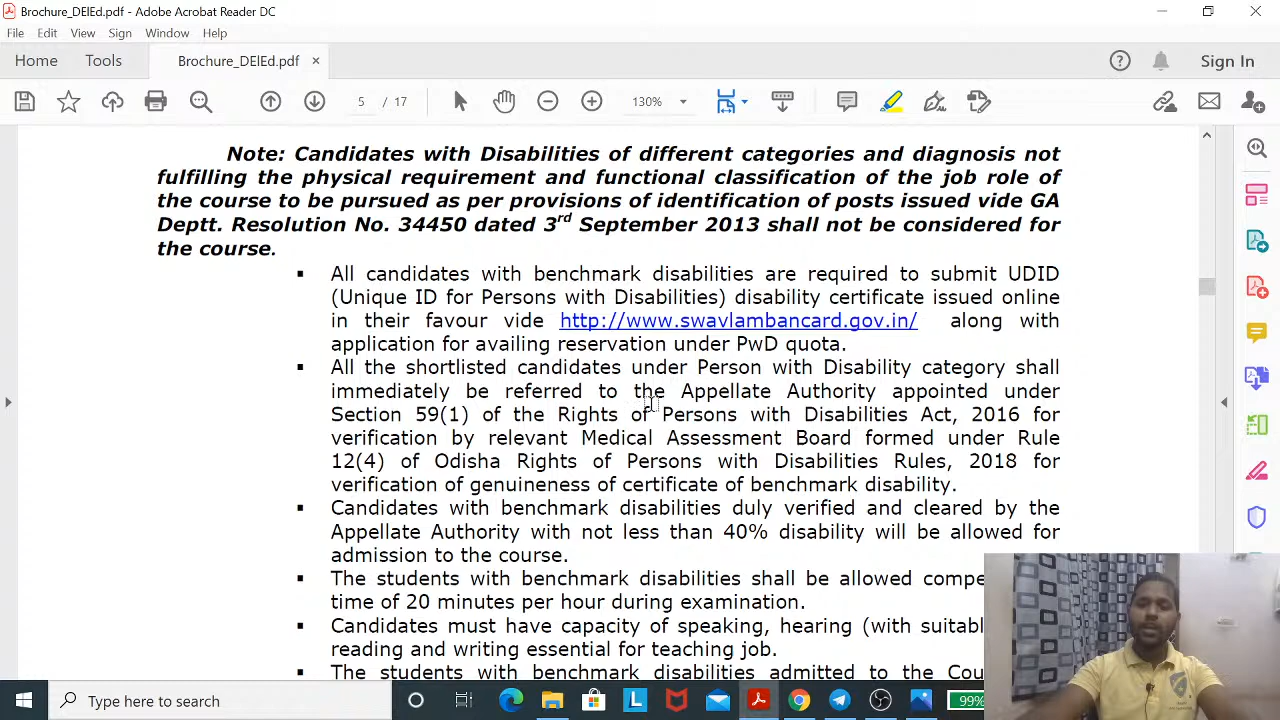 Brochure_DElEd.pdf - Adobe Acrobat Reader DC
File Edit View Sign Window Help
Home Tools Brochure_DElEd.pdf × Sign In
5 / 17 130%
Note: Candidates with Disabilities of different categories and diagnosis not
fulfilling the physical requirement and functional classification of the job role of
the course to be pursued as per provisions of identification of posts issued vide GA
Deptt. Resolution No. 34450 dated 3rd September 2013 shall not be considered for
the course.
▪ All candidates with benchmark disabilities are required to submit UDID
(Unique ID for Persons with Disabilities) disability certificate issued online
in their favour vide http://www.swavlambancard.gov.in/ along with
application for availing reservation under PwD quota.
▪ All the shortlisted candidates under Person with Disability category shall
immediately be referred to the Appellate Authority appointed under
Section 59(1) of the Rights of Persons with Disabilities Act, 2016 for
verification by relevant Medical Assessment Board formed under Rule
12(4) of Odisha Rights of Persons with Disabilities Rules, 2018 for
verification of genuineness of certificate of benchmark disability.
▪ Candidates with benchmark disabilities duly verified and cleared by the
Appellate Authority with not less than 40% disability will be allowed for
admission to the course.
▪ The students with benchmark disabilities shall be allowed compe
time of 20 minutes per hour during examination.
▪ Candidates must have capacity of speaking, hearing (with suitabl
reading and writing essential for teaching job.
▪ The students with benchmark disabilities admitted to the Cou
Type here to search L 99%